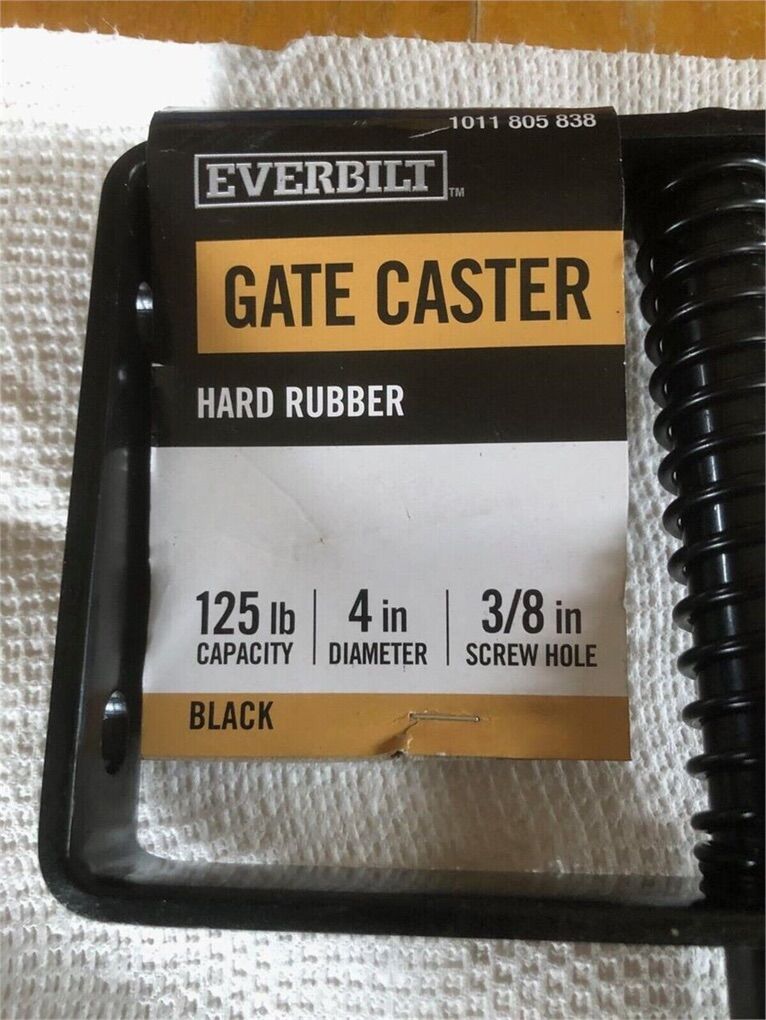 1011 805 838
EVERBILT™
GATE CASTER
HARD RUBBER
125 lb CAPACITY
4 in DIAMETER
3/8 in SCREW HOLE
BLACK